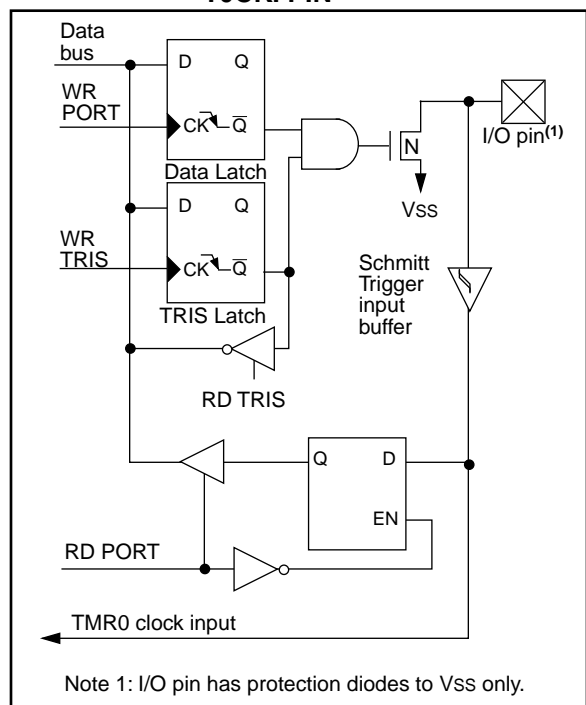 Data
bus
D Q
WR
PORT
CK Q
Data Latch
N
I/O pin(1)
VSS
D Q
WR
TRIS
CK Q
TRIS Latch
Schmitt
Trigger
input
buffer
RD TRIS
Q D
EN
RD PORT
TMR0 clock input
Note 1: I/O pin has protection diodes to VSS only.